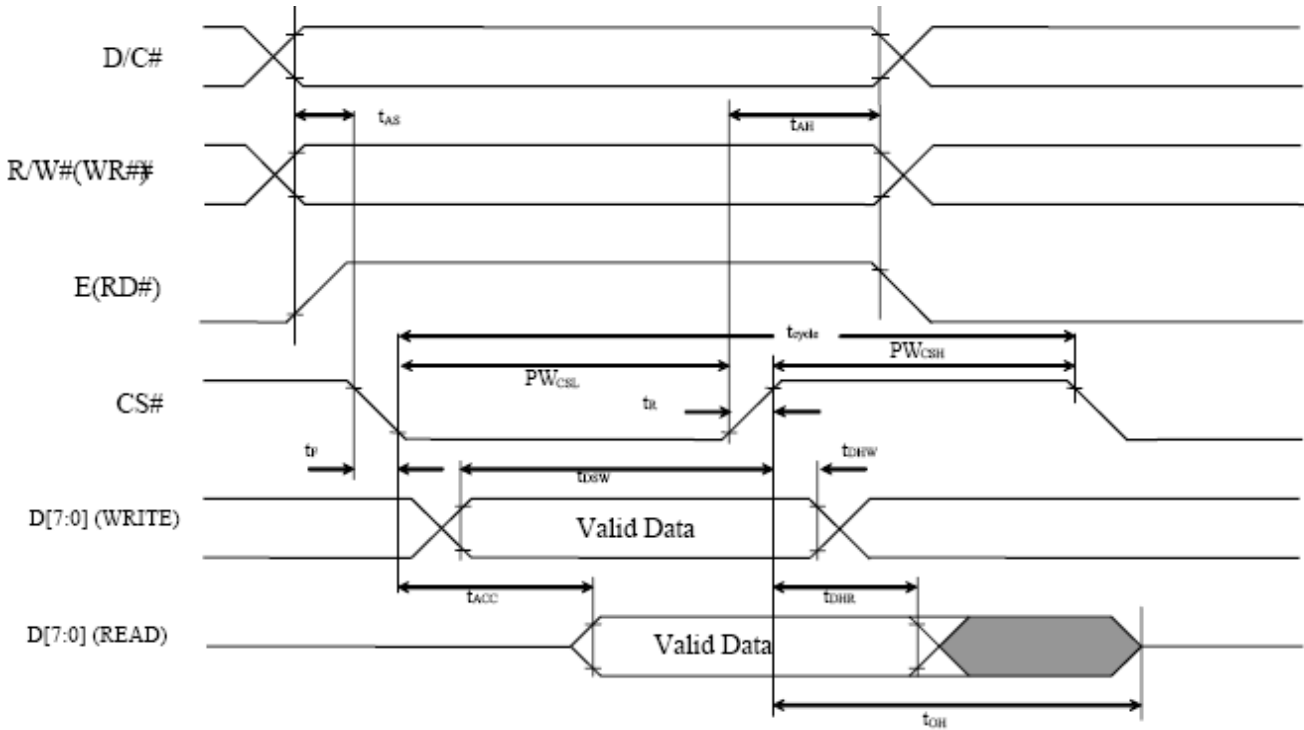 D/C#
tAS
tAH
R/W#(WR#)#
E(RD#)
tcycle
PWCSH
PWCSL
CS#
tR
tF
tDHW
tDSW
D[7:0] (WRITE)
Valid Data
tACC
tDHR
D[7:0] (READ)
Valid Data
tOH